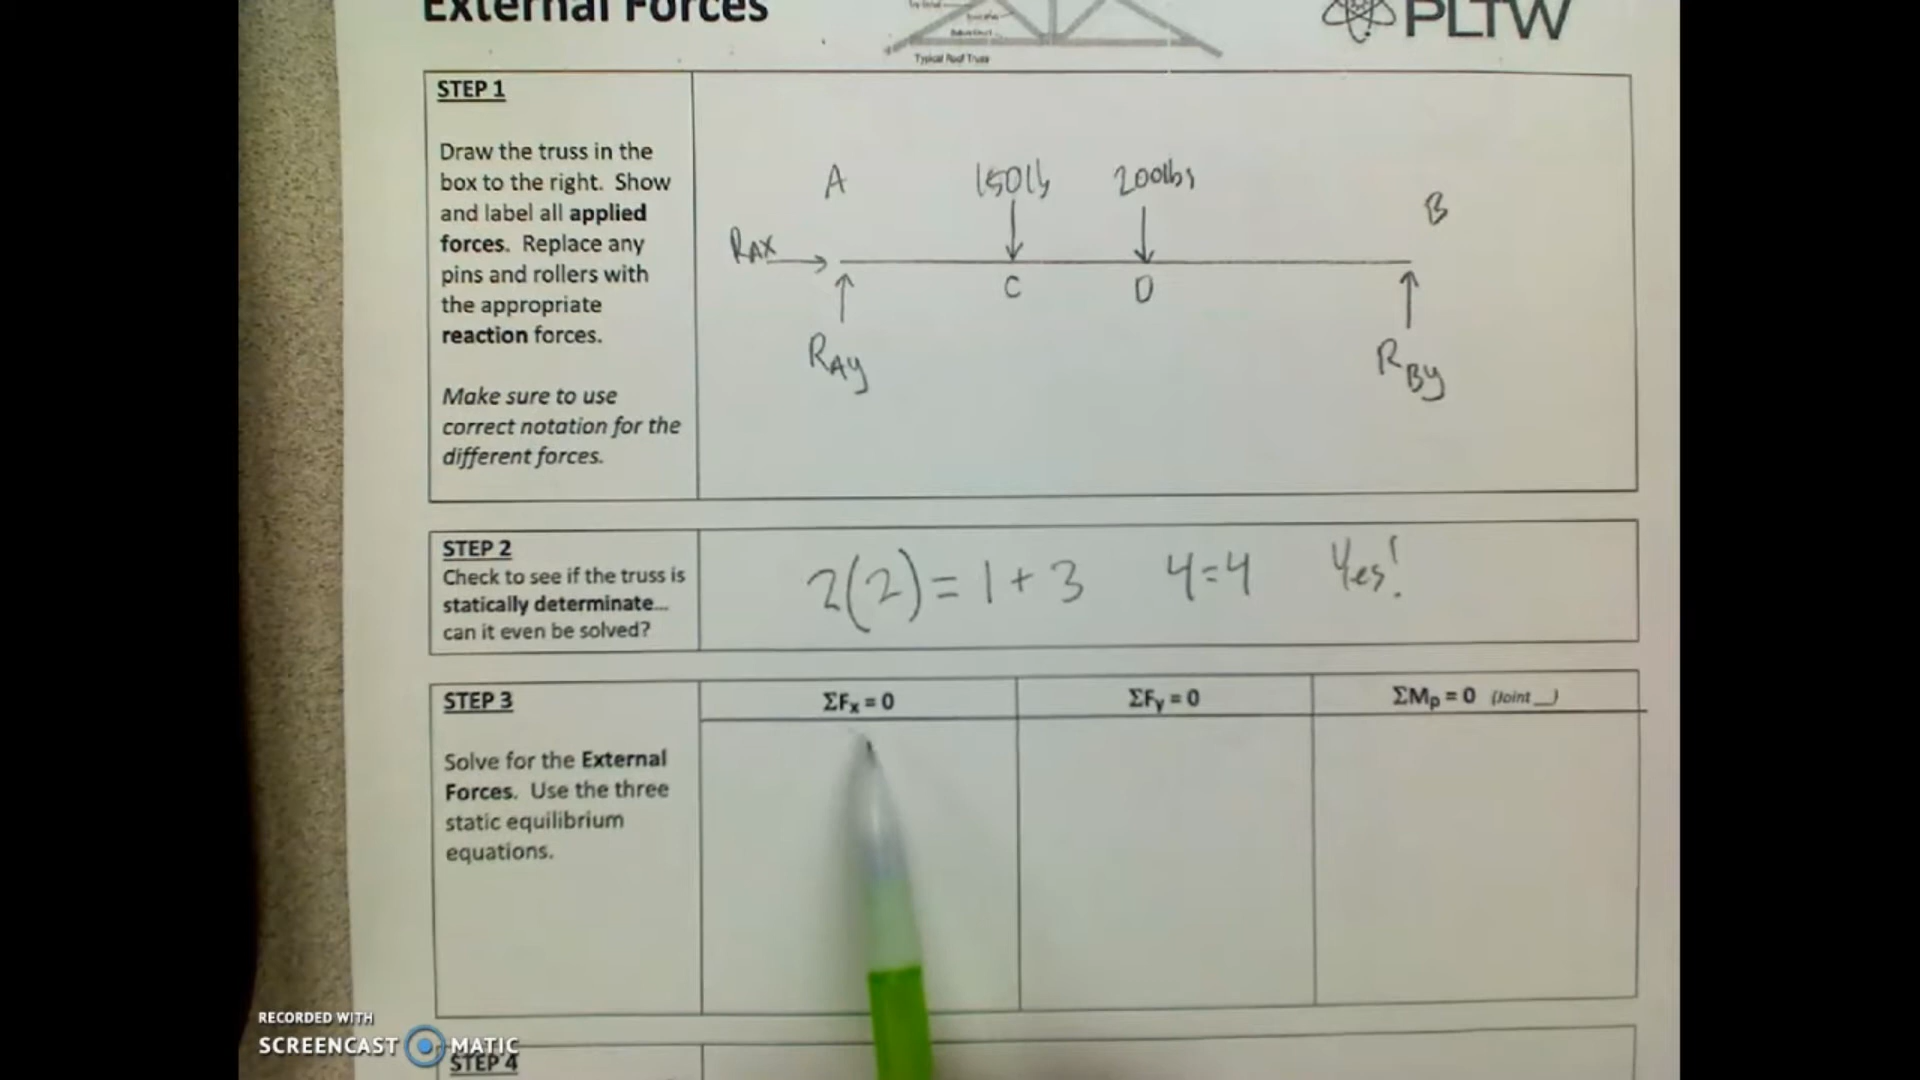 External Forces
PLTW
Typical Roof Truss
STEP 1
Draw the truss in the
box to the right. Show
and label all applied
forces. Replace any
pins and rollers with
the appropriate
reaction forces.
Make sure to use
correct notation for the
different forces.
A
150lb
200lbs
B
RAX
C
D
RAy
RBy
STEP 2
Check to see if the truss is
statically determinate...
can it even be solved?
2(2) = 1 + 3 4=4 Yes!
STEP 3
Solve for the External
Forces. Use the three
static equilibrium
equations.
ΣFx = 0
ΣFy = 0
ΣMp = 0 (Joint __)
RECORDED WITH
SCREENCAST MATIC
STEP 4